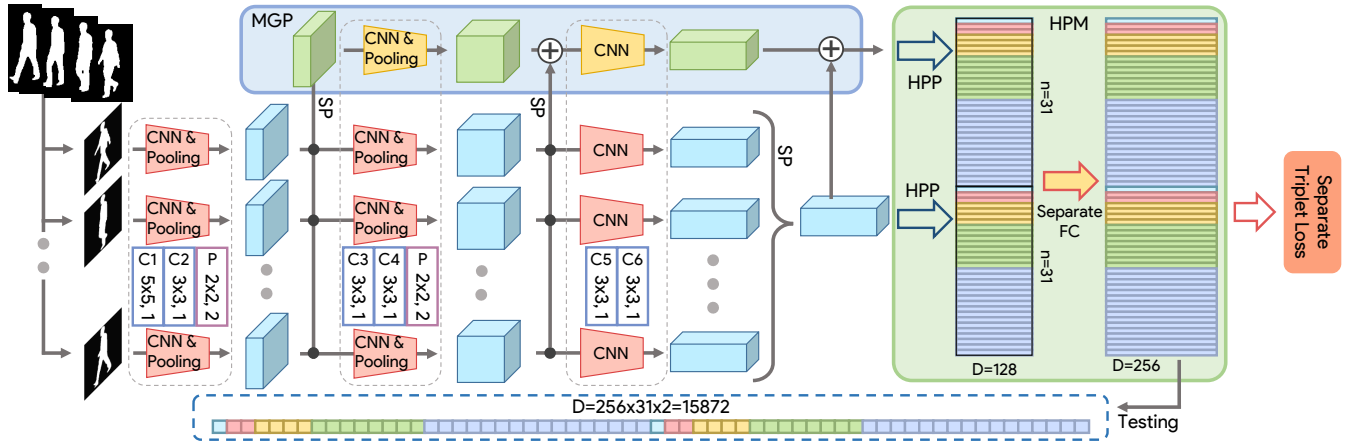 MGP
CNN &
Pooling
CNN
HPM
HPP
n=31
SP
SP
CNN &
Pooling
CNN &
Pooling
CNN
SP
CNN &
Pooling
CNN &
Pooling
CNN
HPP
Separate
FC
n=31
Separate
Triplet Loss
C1
5x5, 1
C2
3x3, 1
P
2x2, 2
C3
3x3, 1
C4
3x3, 1
P
2x2, 2
C5
3x3, 1
C6
3x3, 1
CNN &
Pooling
CNN &
Pooling
CNN
D=128
D=256
D=256x31x2=15872
Testing